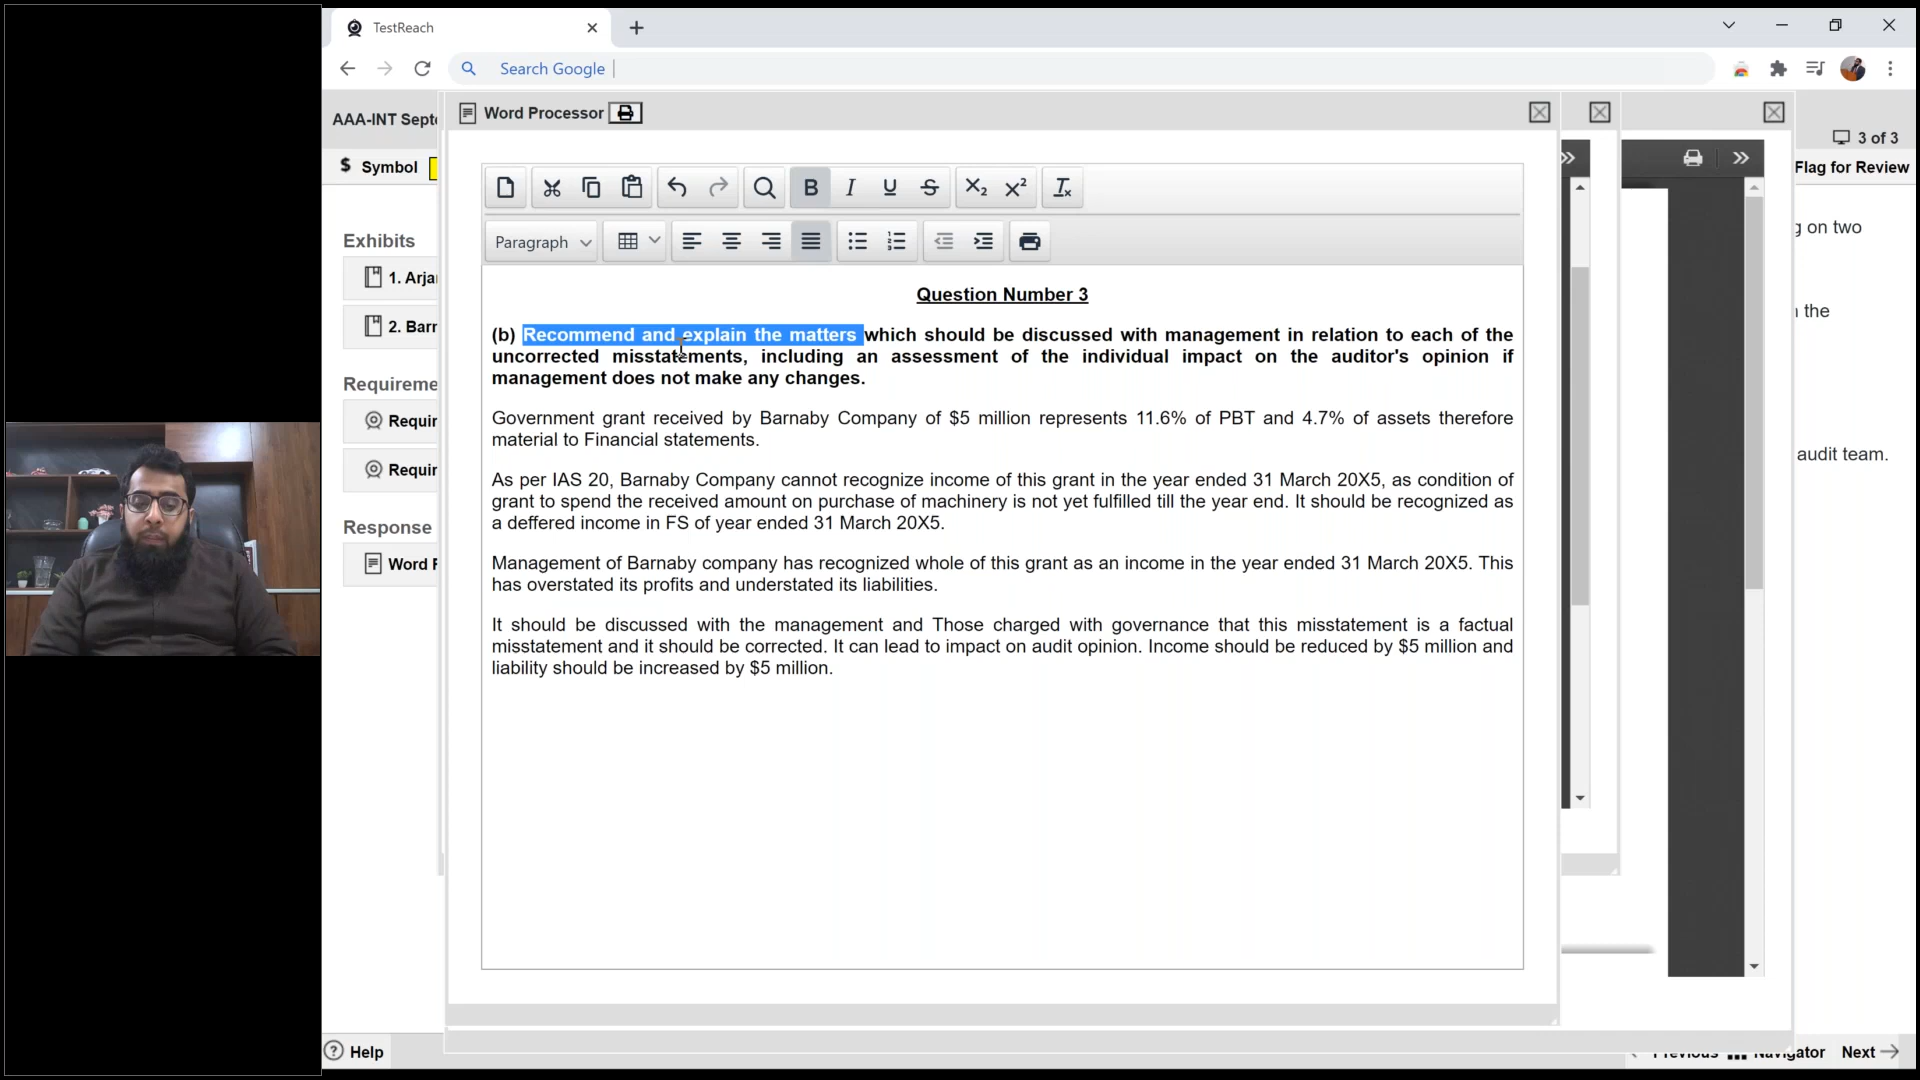 TestReach
Search Google
AAA-INT Septe
Word Processor
3 of 3
$ Symbol
Flag for Review
Exhibits
1. Arja
2. Barr
Requireme
Requir
Requir
Response
Word F
Paragraph
Question Number 3
(b) Recommend and explain the matters which should be discussed with management in relation to each of the
uncorrected misstatements, including an assessment of the individual impact on the auditor's opinion if
management does not make any changes.
Government grant received by Barnaby Company of $5 million represents 11.6% of PBT and 4.7% of assets therefore
material to Financial statements.
As per IAS 20, Barnaby Company cannot recognize income of this grant in the year ended 31 March 20X5, as condition of
grant to spend the received amount on purchase of machinery is not yet fulfilled till the year end. It should be recognized as
a deffered income in FS of year ended 31 March 20X5.
Management of Barnaby company has recognized whole of this grant as an income in the year ended 31 March 20X5. This
has overstated its profits and understated its liabilities.
It should be discussed with the management and Those charged with governance that this misstatement is a factual
misstatement and it should be corrected. It can lead to impact on audit opinion. Income should be reduced by $5 million and
liability should be increased by $5 million.
g on two
the
audit team.
Help
Previous
Navigator
Next